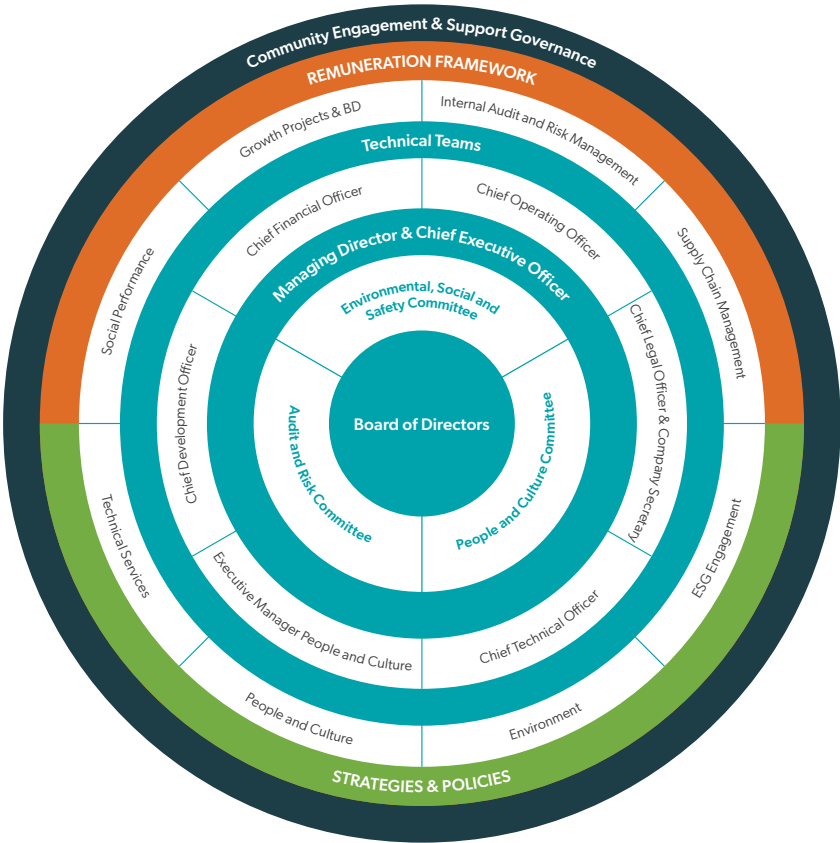 Community Engagement & Support Governance
REMUNERATION FRAMEWORK
Growth Projects & BD
Internal Audit and Risk Management
Technical Teams
Chief Financial Officer
Chief Operating Officer
Managing Director & Chief Executive Officer
Environmental, Social and
Safety Committee
Social Performance
Supply Chain Management
Chief Development Officer
Chief Legal Officer & Company Secretary
Board of Directors
Audit and Risk Committee
People and Culture Committee
Technical Services
ESG Engagement
Executive Manager People and Culture
Chief Technical Officer
People and Culture
Environment
STRATEGIES & POLICIES